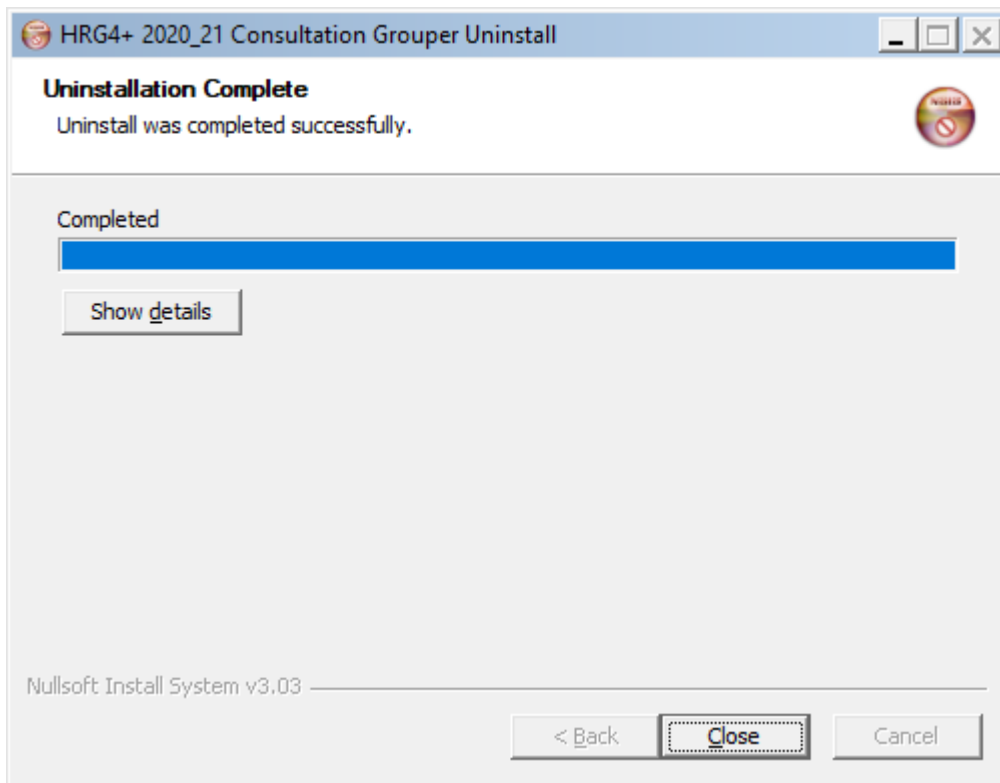 HRG4+ 2020_21 Consultation Grouper Uninstall
Uninstallation Complete
Uninstall was completed successfully.
Completed
Show details
Nullsoft Install System v3.03
< Back
Close
Cancel